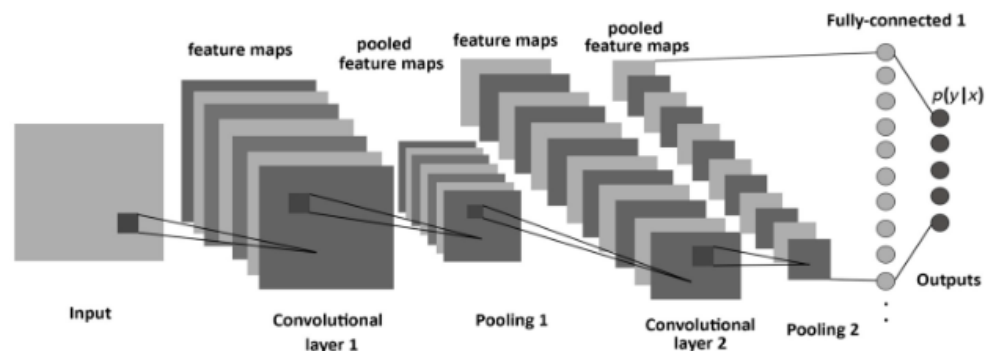 Fully-connected 1
feature maps
pooled
feature maps
feature maps
pooled
feature maps
p(y|x)
Input
Convolutional
layer 1
Pooling 1
Convolutional
layer 2
Pooling 2
Outputs